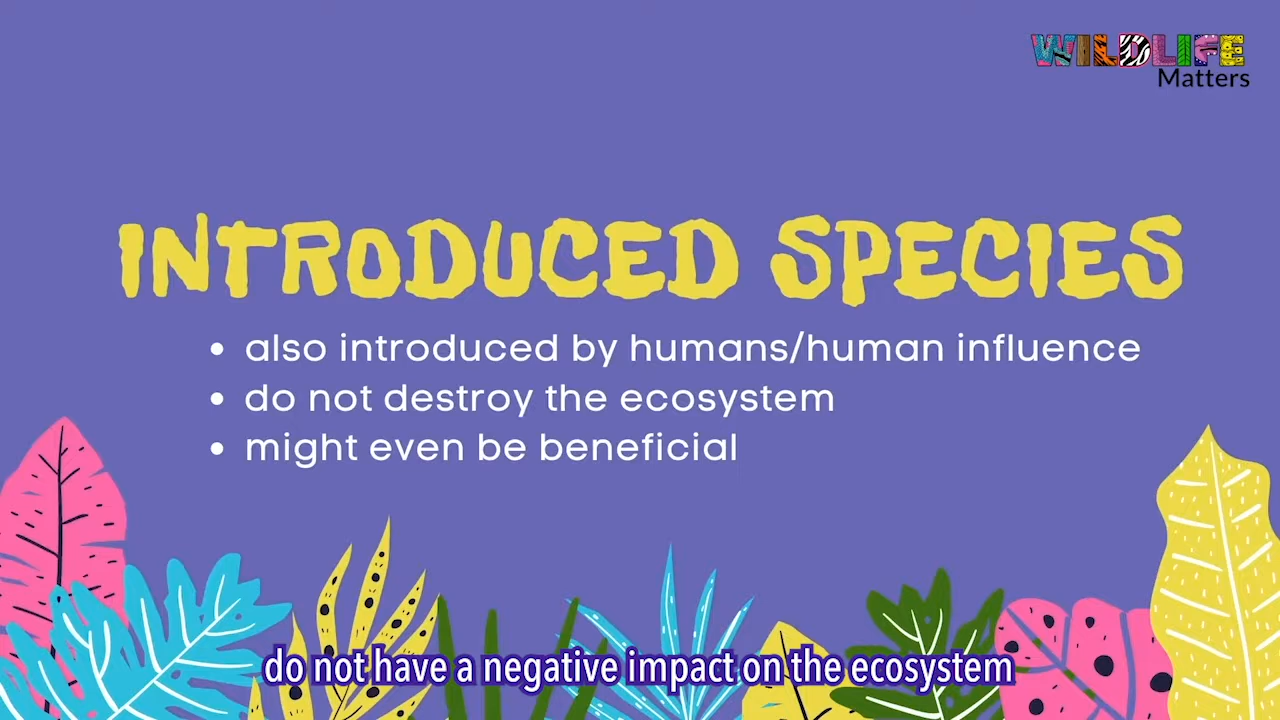 WILDLIFE
Matters
INTRODUCED SPECIES
• also introduced by humans/human influence
• do not destroy the ecosystem
• might even be beneficial
do not have a negative impact on the ecosystem